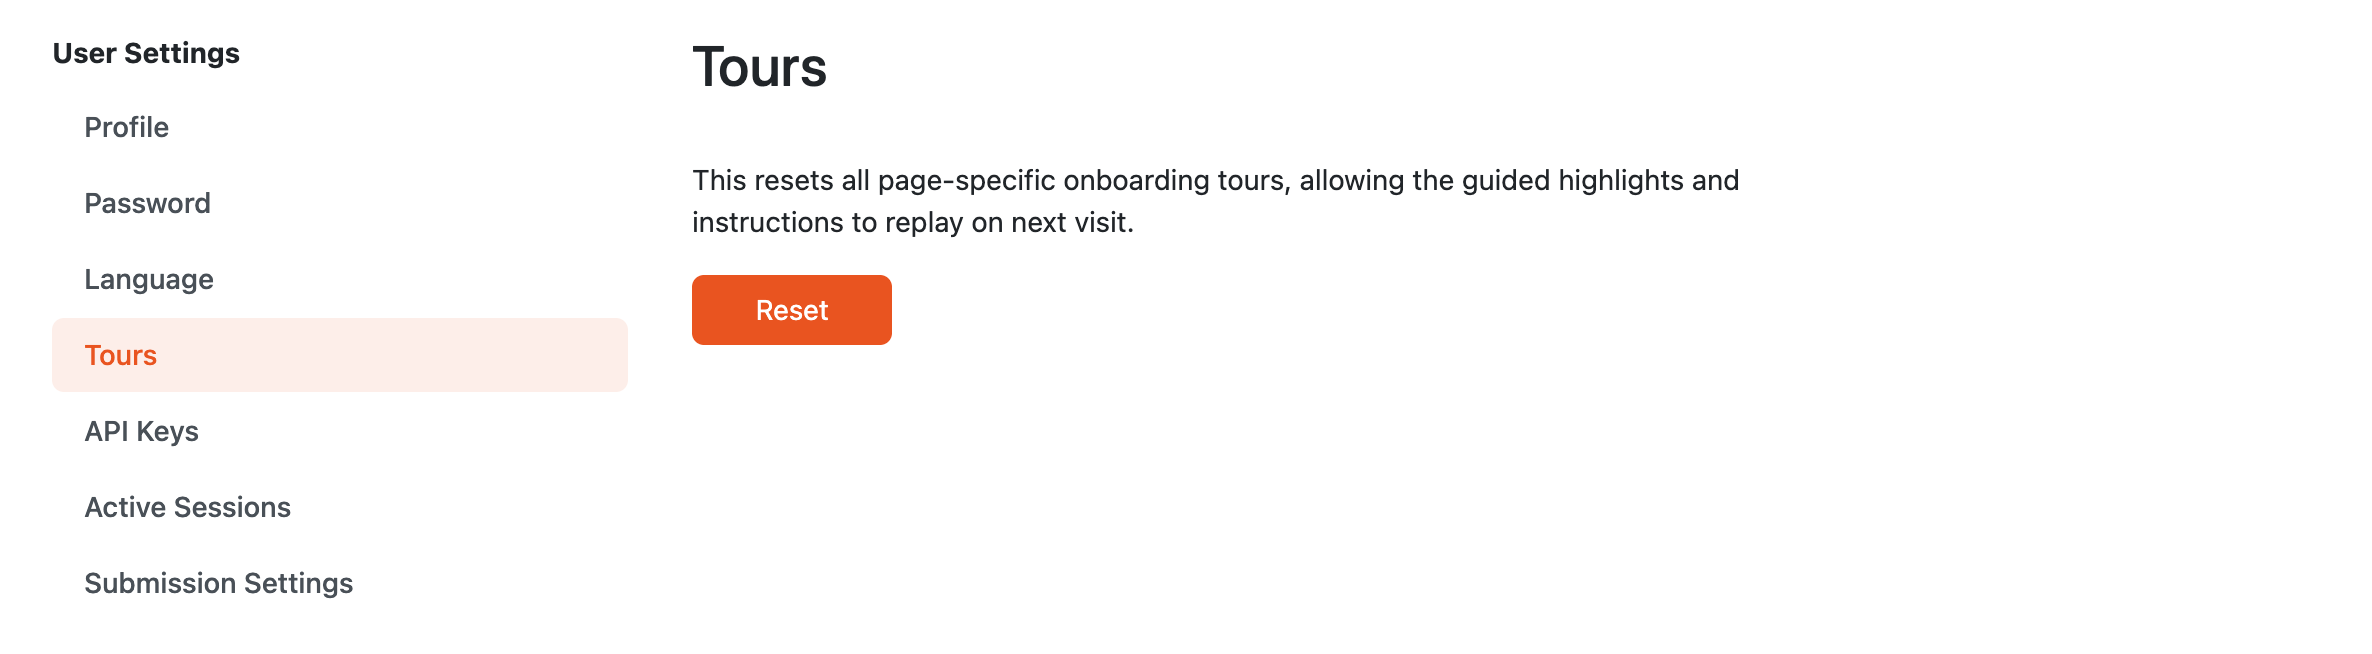 User Settings
Profile
Password
Language
Tours
API Keys
Active Sessions
Submission Settings
Tours
This resets all page-specific onboarding tours, allowing the guided highlights and
instructions to replay on next visit.
Reset